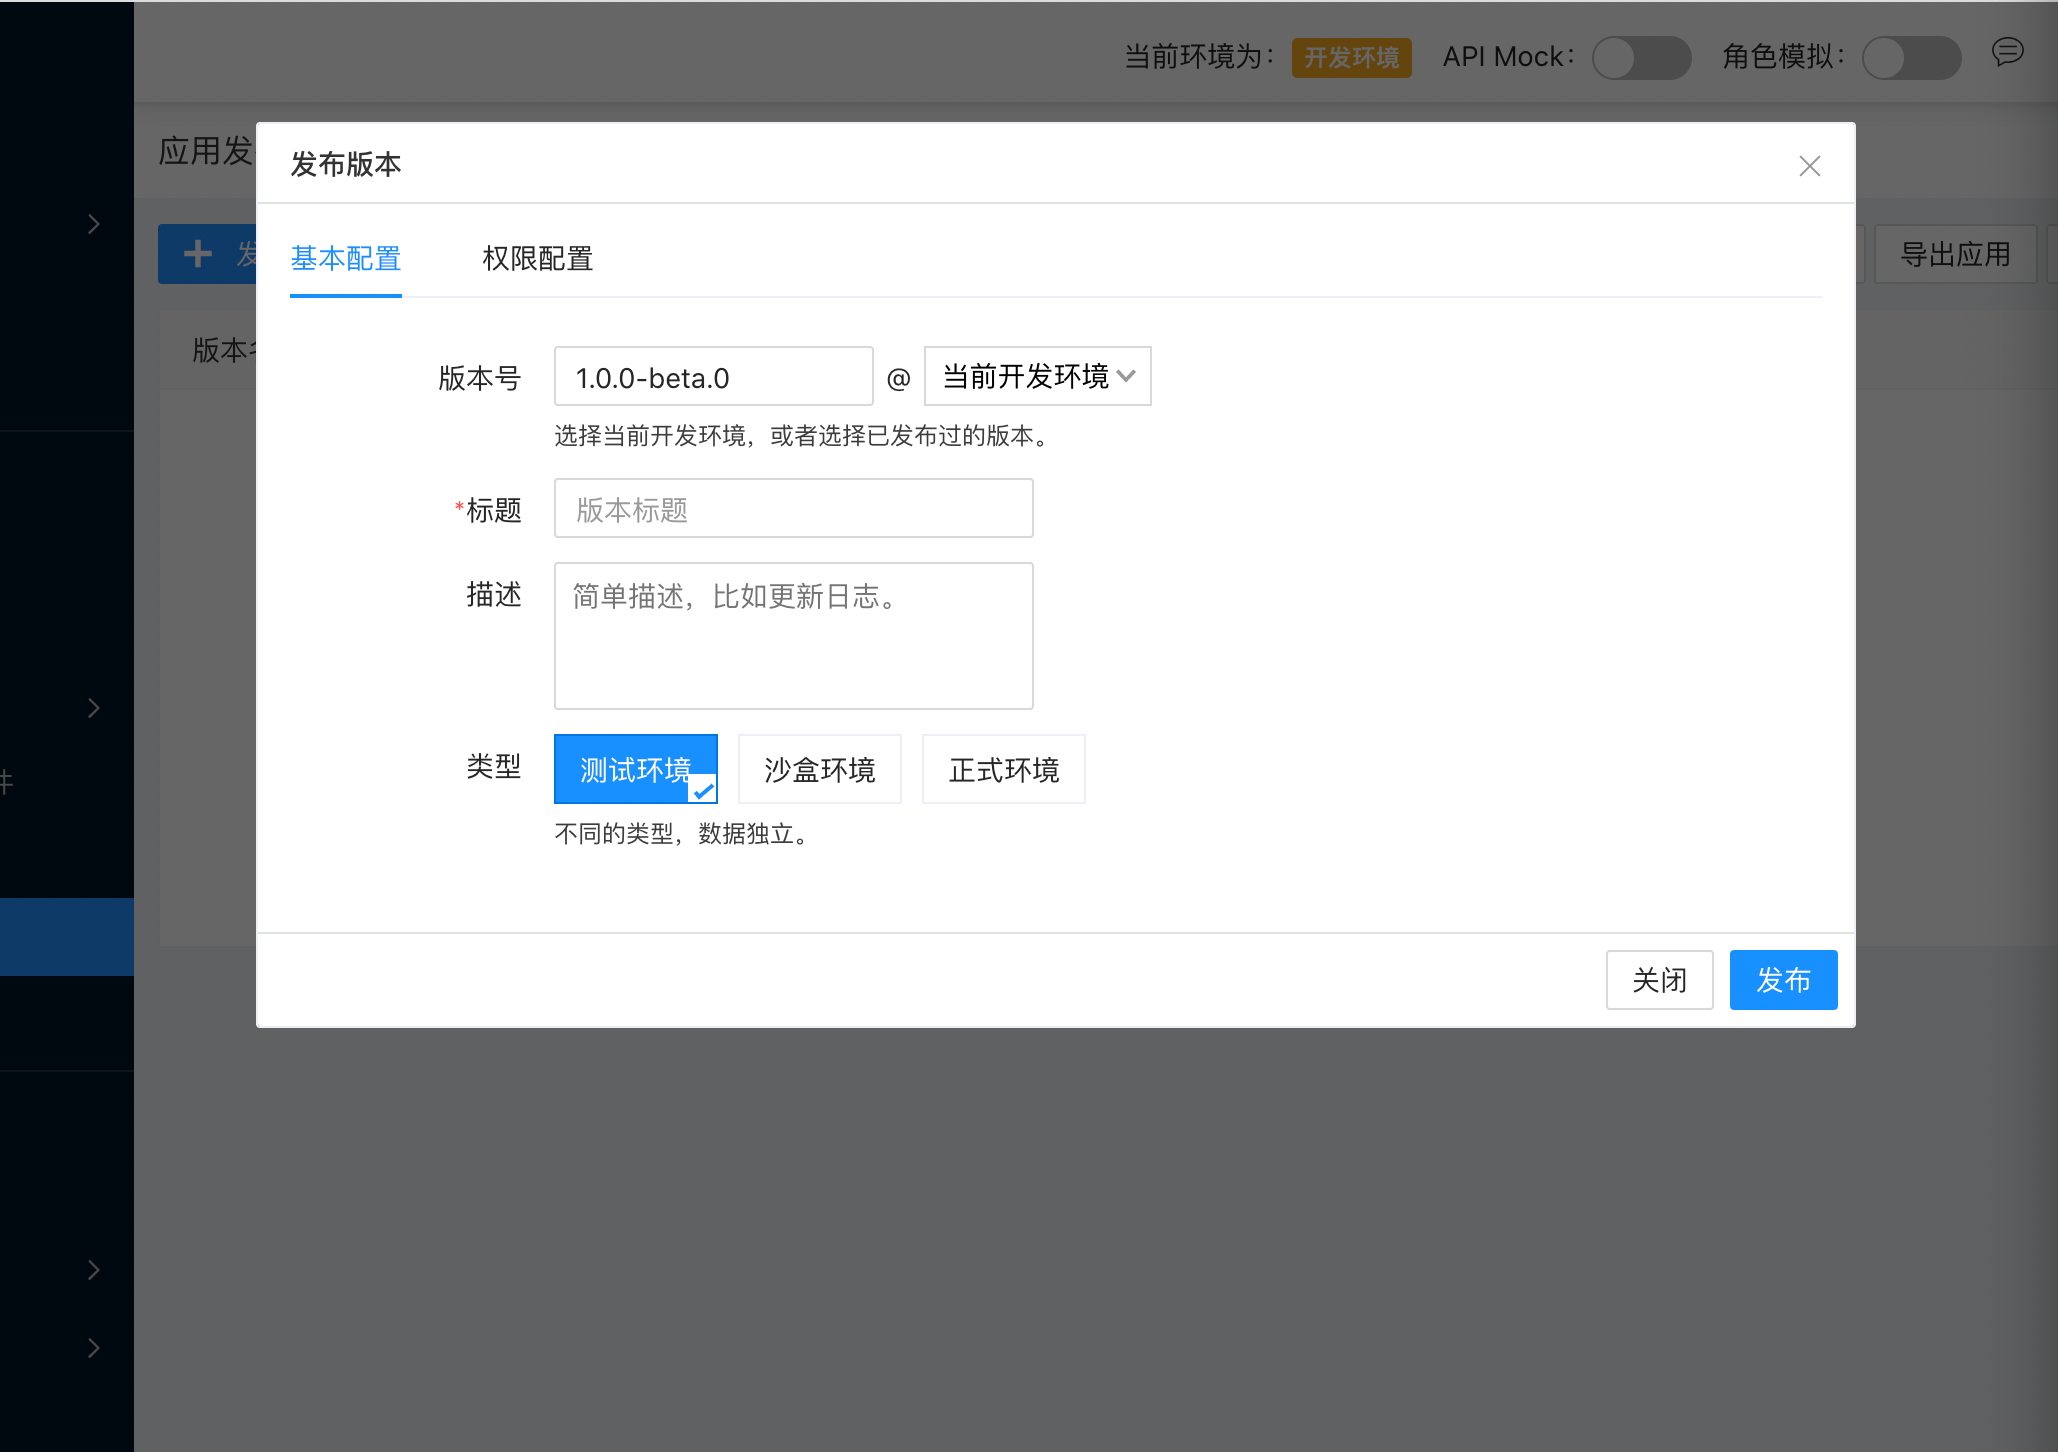 当前环境为： 开发环境 API Mock： 角色模拟：
应用发
发布版本
发
导出应用
基本配置 权限配置
版本
版本号 1.0.0-beta.0 @ 当前开发环境
选择当前开发环境，或者选择已发布过的版本。
*标题 版本标题
描述 简单描述，比如更新日志。
类型 测试环境 沙盒环境 正式环境
件
不同的类型，数据独立。
关闭 发布